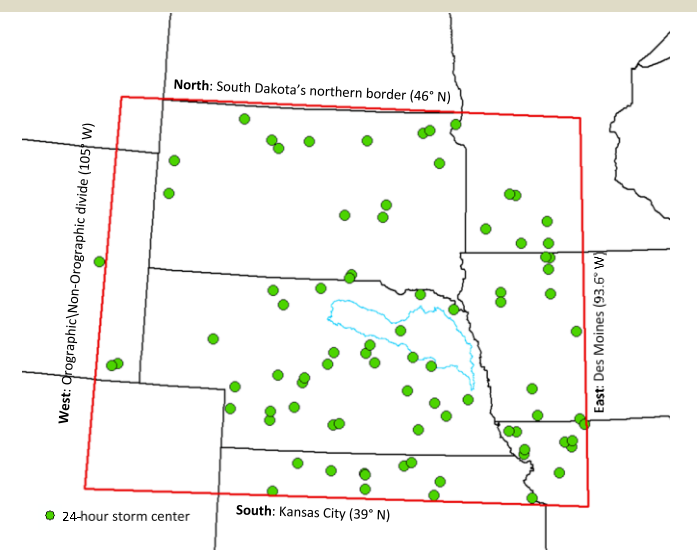 North: South Dakota’s northern border (46° N)
West: Orographic\Non-Orographic divide (105° W)
East: Des Moines (93.6° W)
South: Kansas City (39° N)
24-hour storm center